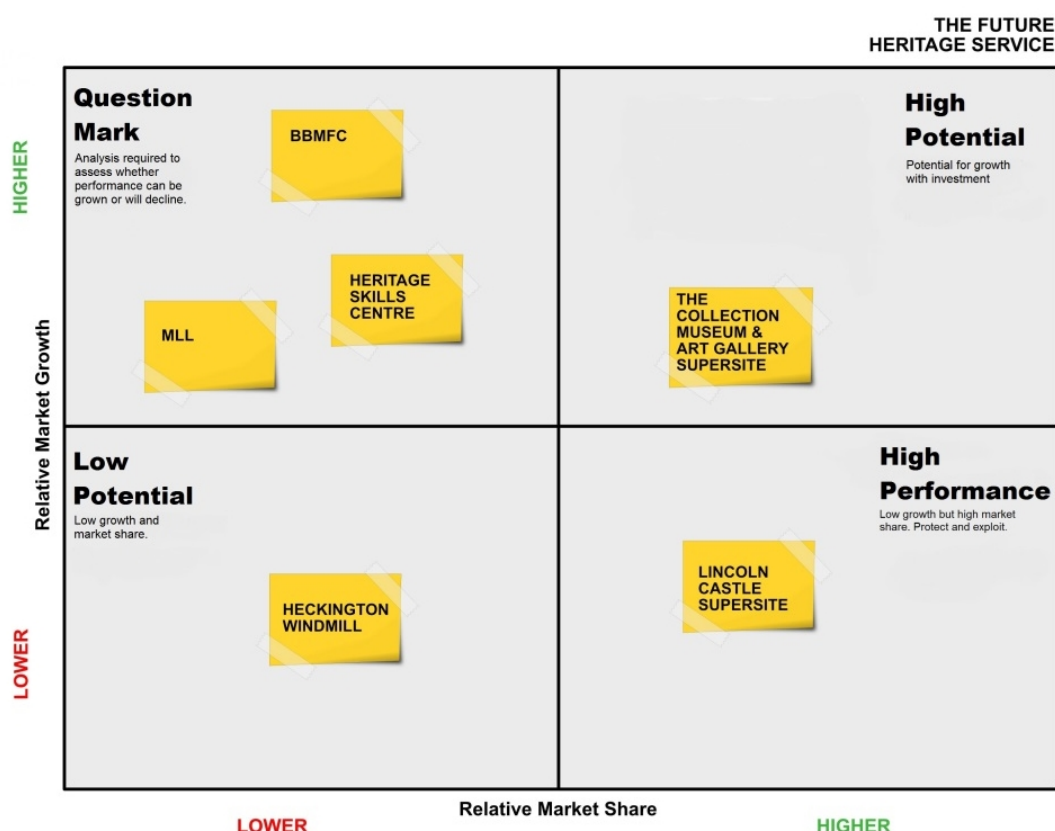 THE FUTURE
HERITAGE SERVICE
Question
Mark
Analysis required to
assess whether
performance can be
grown or will decline.
BBMFC
HERITAGE
SKILLS
CENTRE
MLL
High
Potential
Potential for growth
with investment
THE
COLLECTION
MUSEUM &
ART GALLERY
SUPERSITE
Low
Potential
Low growth and
market share.
HECKINGTON
WINDMILL
High
Performance
Low growth but high market
share. Protect and exploit.
LINCOLN
CASTLE
SUPERSITE
HIGHER
Relative Market Growth
LOWER
Relative Market Share
LOWER
HIGHER